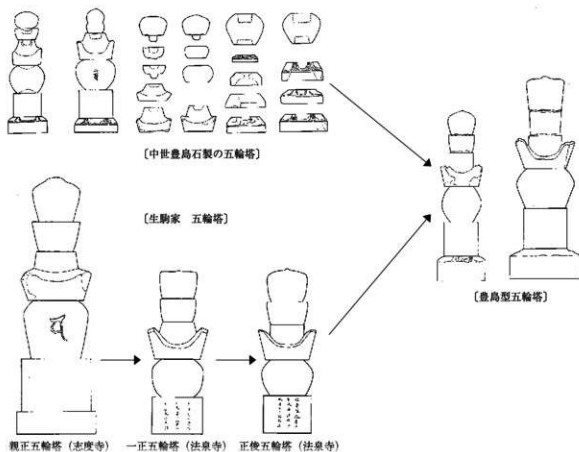 〔中世豊島石製の五輪塔〕
〔生駒家　五輪塔〕
〔豊島型五輪塔〕
親正五輪塔（志度寺）
一正五輪塔（法泉寺）
正俊五輪塔（法泉寺）